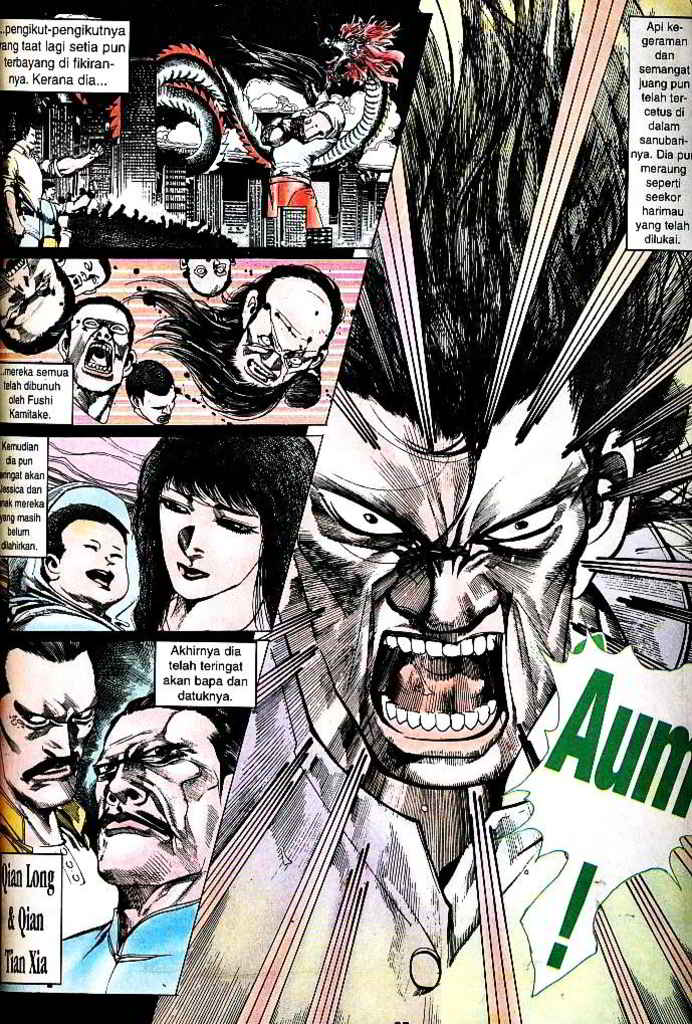 ..pengikut-pengikutnya
yang taat lagi setia pun
terbayang di fikiran-
nya. Kerana dia...
..mereka semua
telah dibunuh
oleh Fushi
Kamitake.
Kemudian
dia pun
ringat akan
Jessica dan
nak mereka
yang masih
belum
dilahirkan.
Akhirnya dia
telah teringat
akan bapa dan
datuknya.
Qian Long
& Qian
Tian Xia
Api ke-
geraman
dan
semangat
juang pun
telah ter-
cetus di
dalam
sanubari-
nya. Dia pu
meraung
seperti
seekor
harimau
yang telah
dilukai.
Aum
!